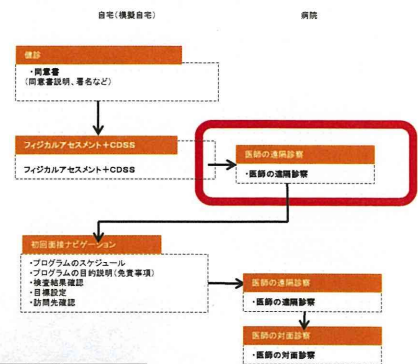 自宅(模擬自宅)
病院
健診
・同意書
(同意書説明、署名など)
フィジカルアセスメント+CDSS
フィジカルアセスメント+CDSS
医師の遠隔診察
・医師の遠隔診察
初回面接ナビゲーション
・プログラムのスケジュール
・プログラムの目的説明(免責事項)
・検査結果確認
・目標設定
・訪問先確認
医師の遠隔診察
・医師の遠隔診察
医師の対面診察
・医師の対面診察